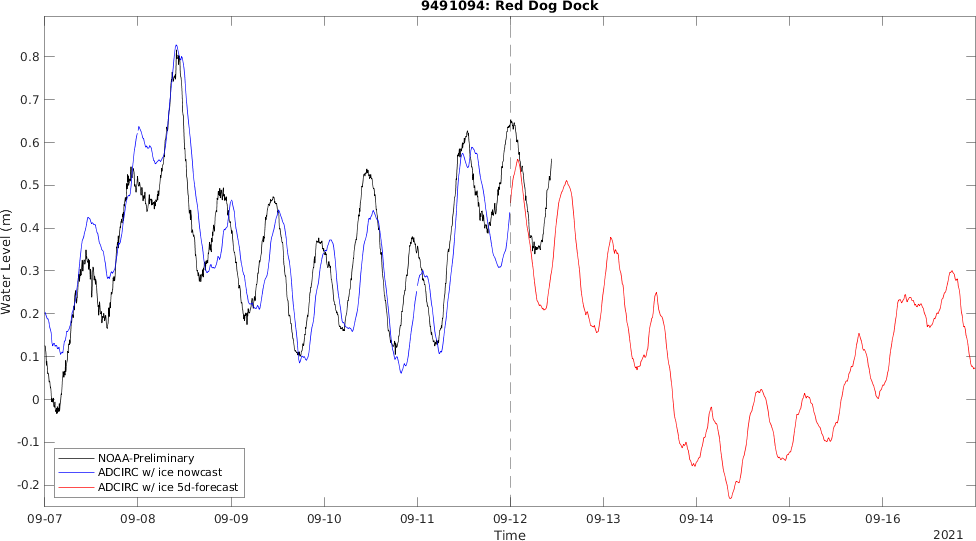 9491094: Red Dog Dock
Water Level (m)
0.8
0.7
0.6
0.5
0.4
0.3
0.2
0.1
0
-0.1
-0.2
NOAA-Preliminary
ADCIRC w/ ice nowcast
ADCIRC w/ ice 5d-forecast
09-07 09-08 09-09 09-10 09-11 09-12 09-13 09-14 09-15 09-16
Time
2021